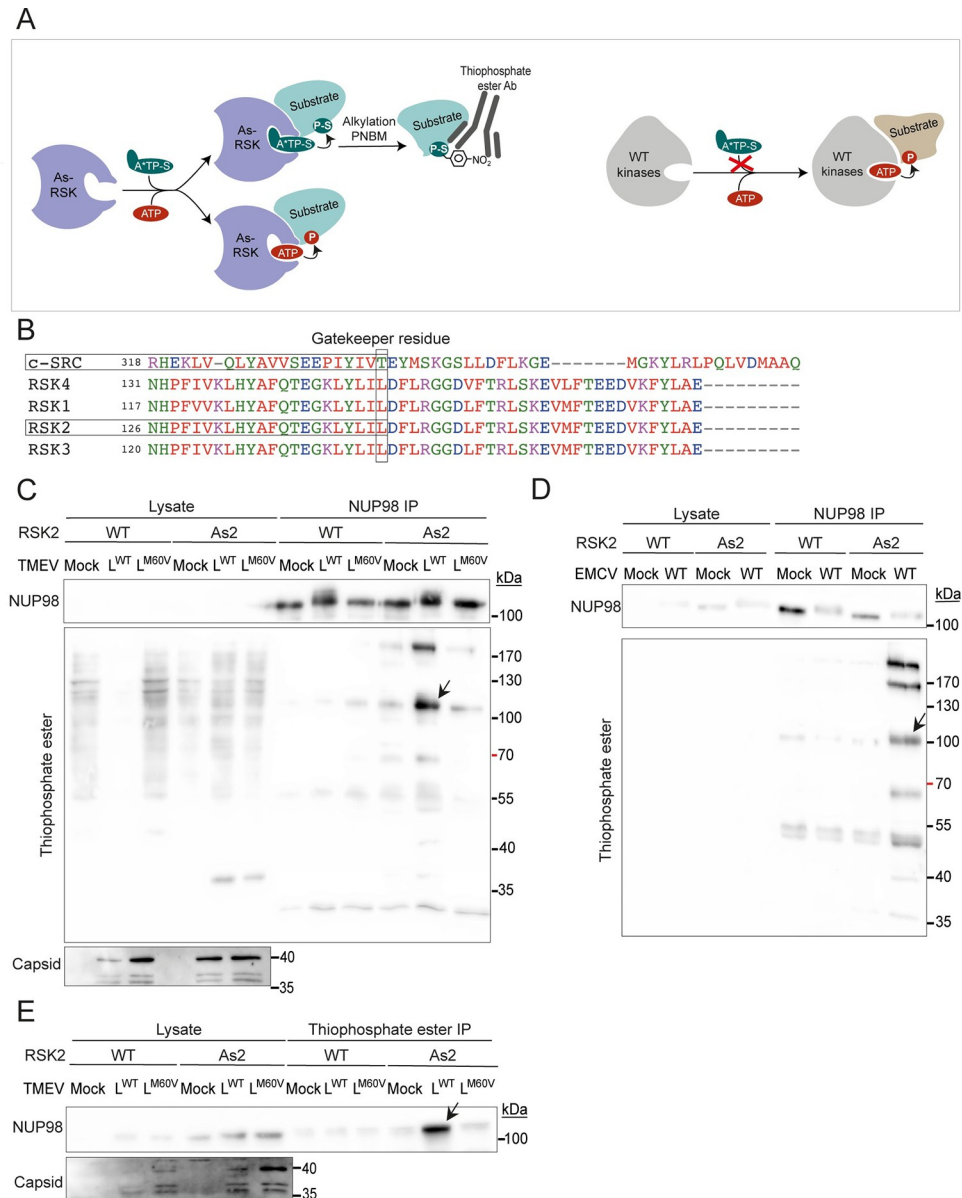 A
Thiophosphate
ester Ab
Substrate
P-S
As-
RSK
A*TP-S
Alkylation
PNBM
Substrate
P-S
NO2
As-
RSK
A*TP-S
ATP
Substrate
P
As-
RSK
ATP
WT
kinases
A*TP-S
ATP
WT
kinases
ATP
P
Substrate
B
Gatekeeper residue
c-SRC 318 RHEKLV-QLYAVVSEEPIYIVTEYMSKGSLLDFLKGE-------MGKYLRLPQLVDMAAQ
RSK4 131 NHPFIVKLHYAFQTEGKLYLILDFLRGGDVFTRLSKEVLFTEEDVKFYLAE---------
RSK1 117 NHPFVVKLHYAFQTEGKLYLILDFLRGGDLFTRLSKEVMFTEEDVKFYLAE---------
RSK2 126 NHPFIVKLHYAFQTEGKLYLILDFLRGGDLFTRLSKEVMFTEEDVKFYLAE---------
RSK3 120 NHPFIVKLHYAFQTEGKLYLILDFLRGGDLFTRLSKEVMFTEEDVKFYLAE---------
C
Lysate NUP98 IP
RSK2 WT As2 WT As2
TMEV Mock LWT LM60V Mock LWT LM60V Mock LWT LM60V Mock LWT LM60V
kDa
NUP98
100
Thiophosphate ester
170
130
100
70
55
40
35
Capsid
40
35
D
Lysate NUP98 IP
RSK2 WT As2 WT As2
EMCV Mock WT Mock WT Mock WT Mock WT
kDa
NUP98
100
Thiophosphate ester
170
130
100
70
55
40
35
E
Lysate Thiophosphate ester IP
RSK2 WT As2 WT As2
TMEV Mock LWT LM60V Mock LWT LM60V Mock LWT LM60V Mock LWT LM60V
kDa
NUP98
100
Capsid
40
35